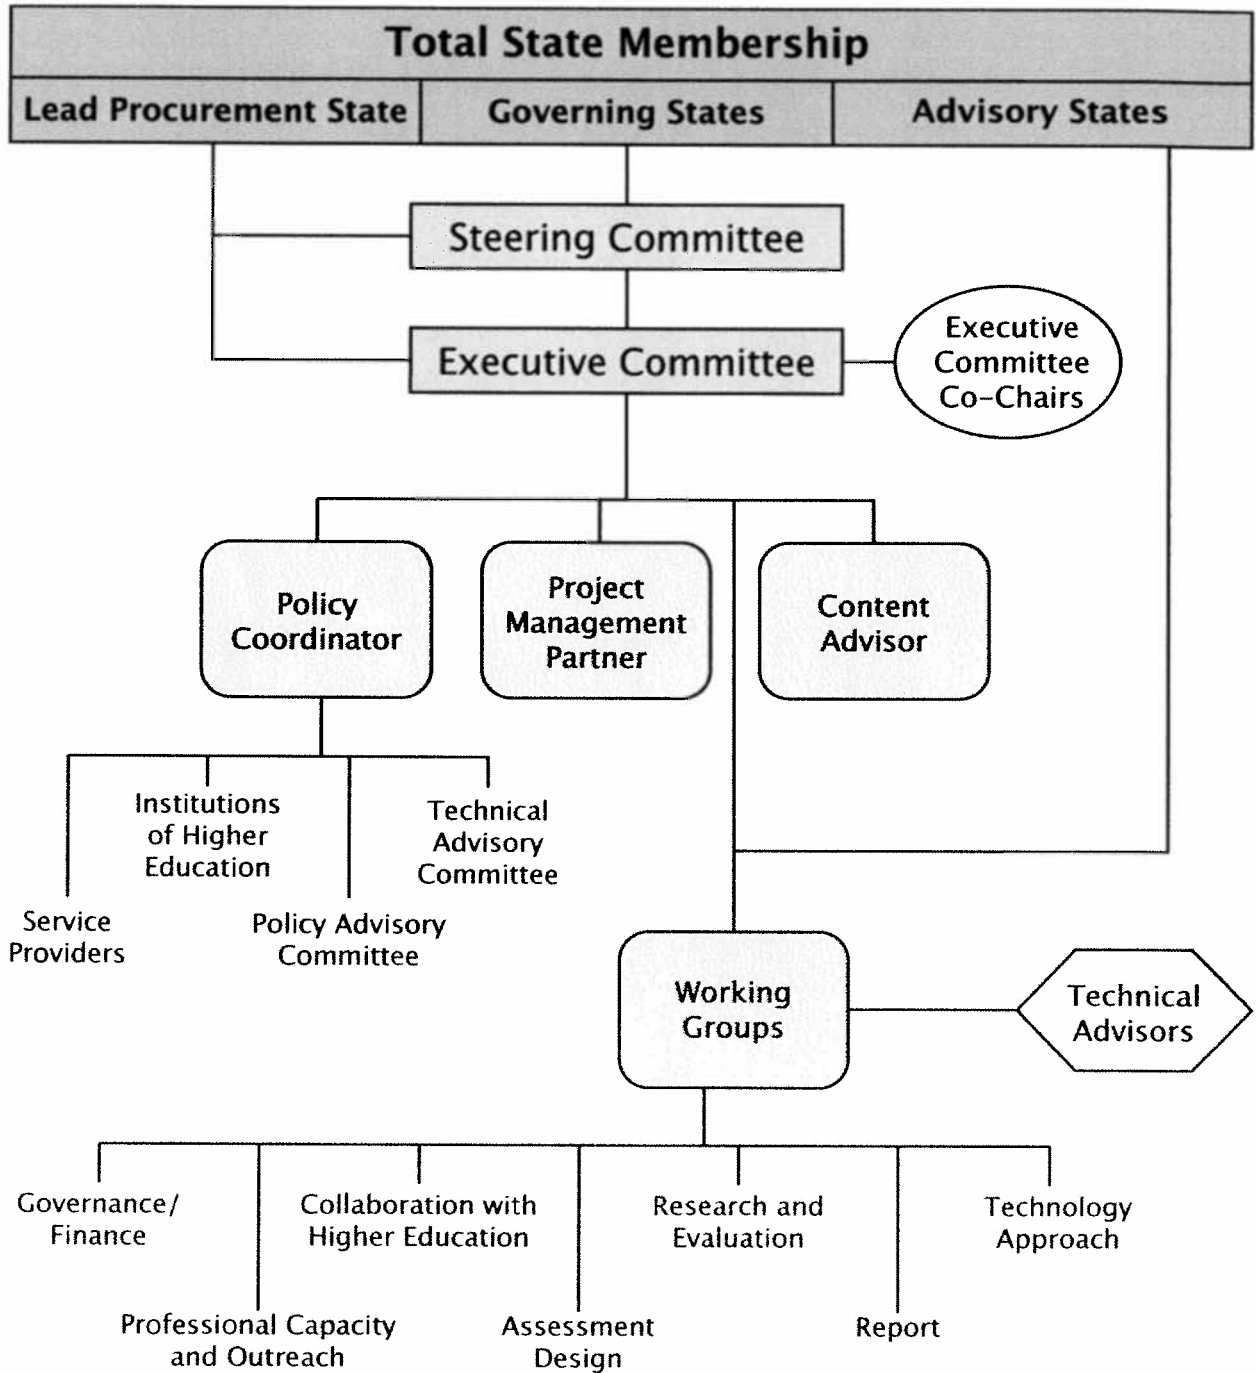 Total State Membership
Lead Procurement State
Governing States
Advisory States
Steering Committee
Executive Committee
Executive
Committee
Co-Chairs
Policy
Coordinator
Project
Management
Partner
Content
Advisor
Institutions
of Higher
Education
Technical
Advisory
Committee
Service
Providers
Policy Advisory
Committee
Working
Groups
Technical
Advisors
Governance/
Finance
Collaboration with
Higher Education
Research and
Evaluation
Technology
Approach
Professional Capacity
and Outreach
Assessment
Design
Report